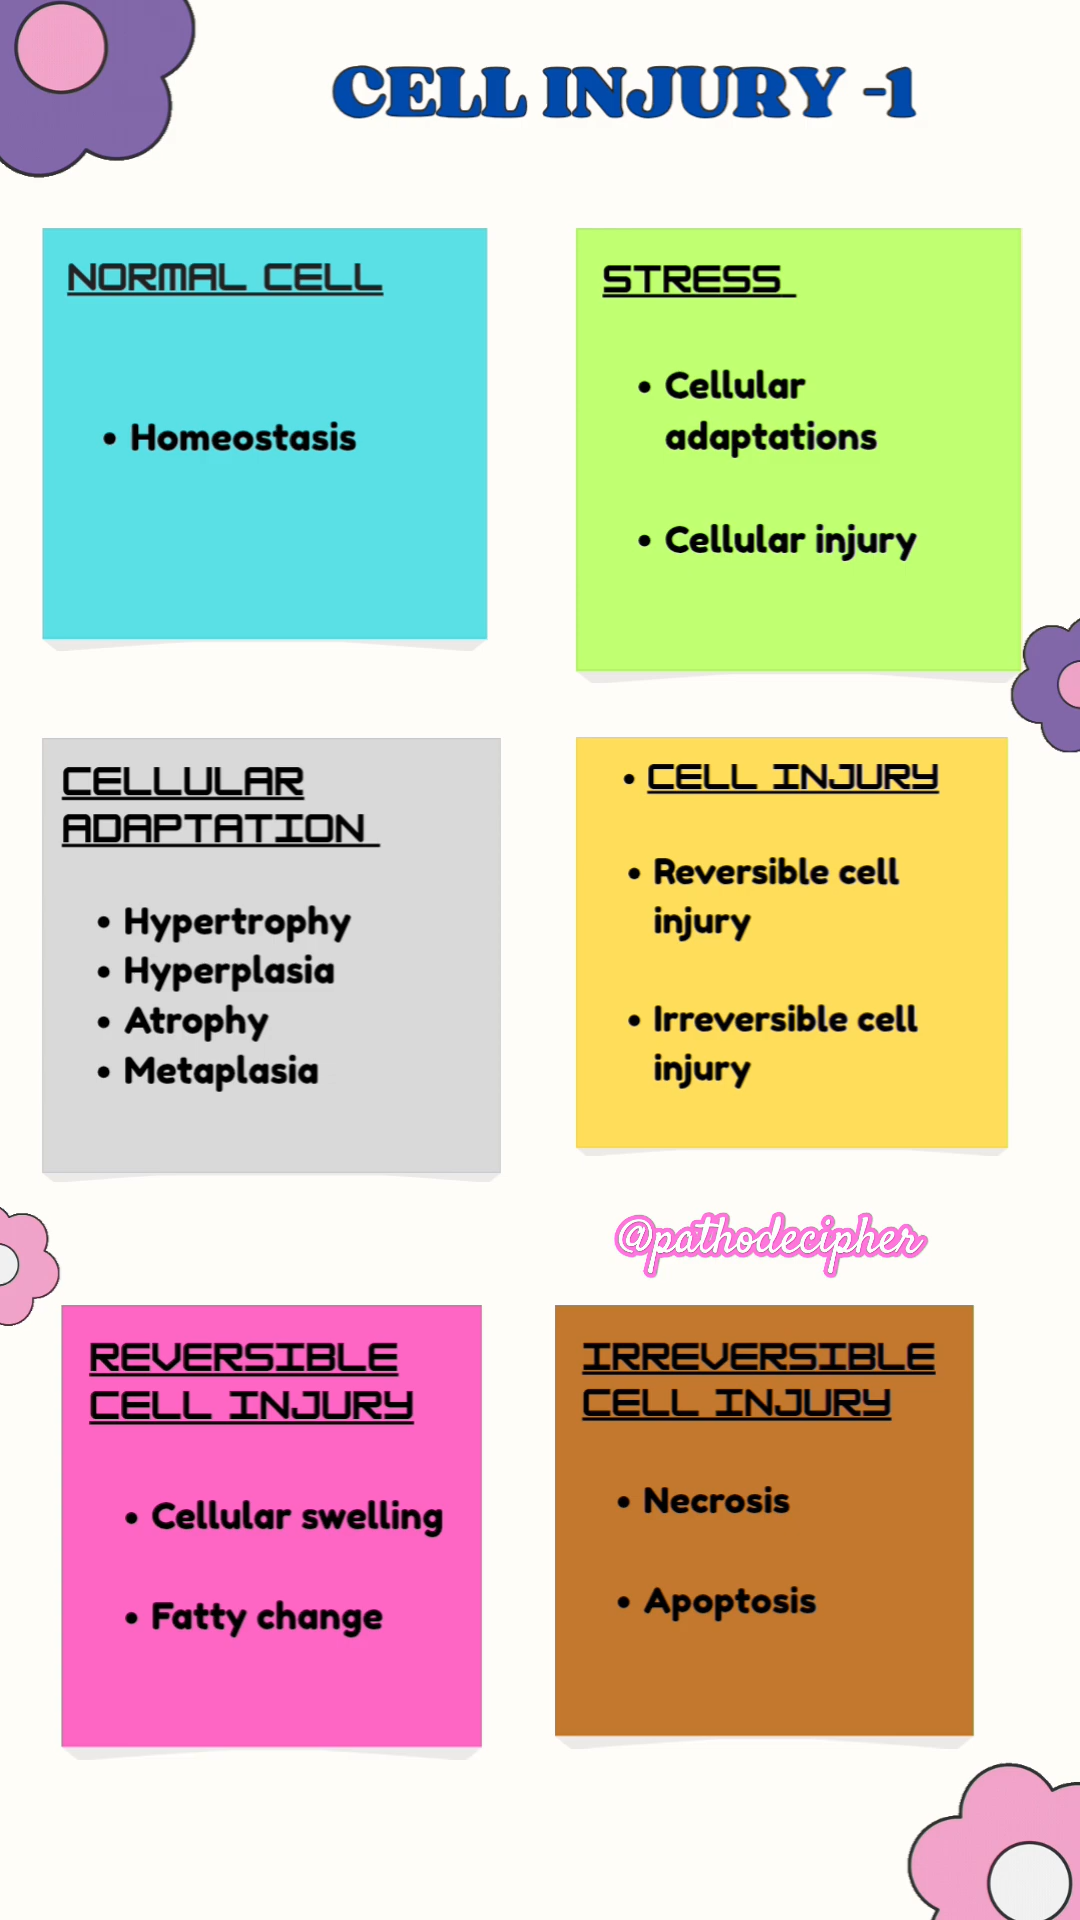 CELL INJURY -1
NORMAL CELL
• Homeostasis
STRESS
• Cellular
adaptations
• Cellular injury
CELLULAR
ADAPTATION
• Hypertrophy
• Hyperplasia
• Atrophy
• Metaplasia
• CELL INJURY
• Reversible cell
injury
• Irreversible cell
injury
@pathodecipher
REVERSIBLE
CELL INJURY
• Cellular swelling
• Fatty change
IRREVERSIBLE
CELL INJURY
• Necrosis
• Apoptosis